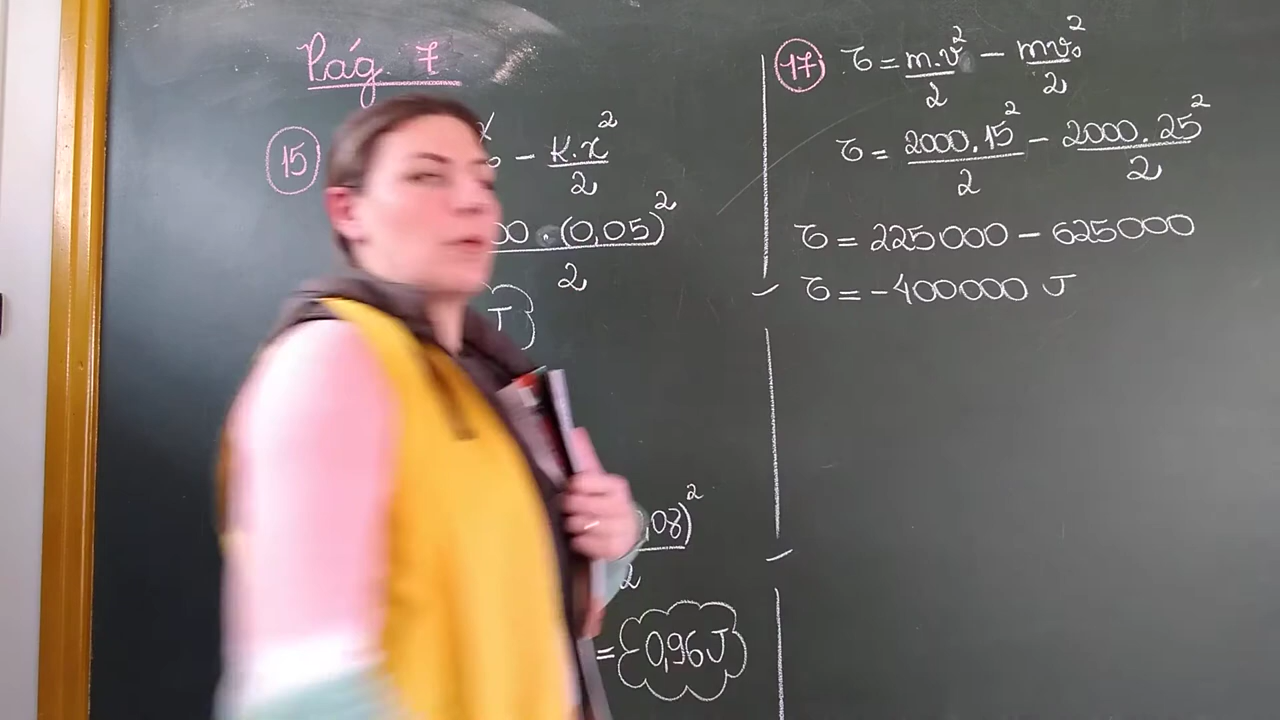 Pág. 7
15
- K.x²
2
00 . (0,05)²
2
J
,08)²
2
= -0,96 J
17 τ = m.v² - mv₀²
2 2
τ = 2000.15² - 2000.25²
2 2
τ = 225000 - 625000
τ = -400000 J